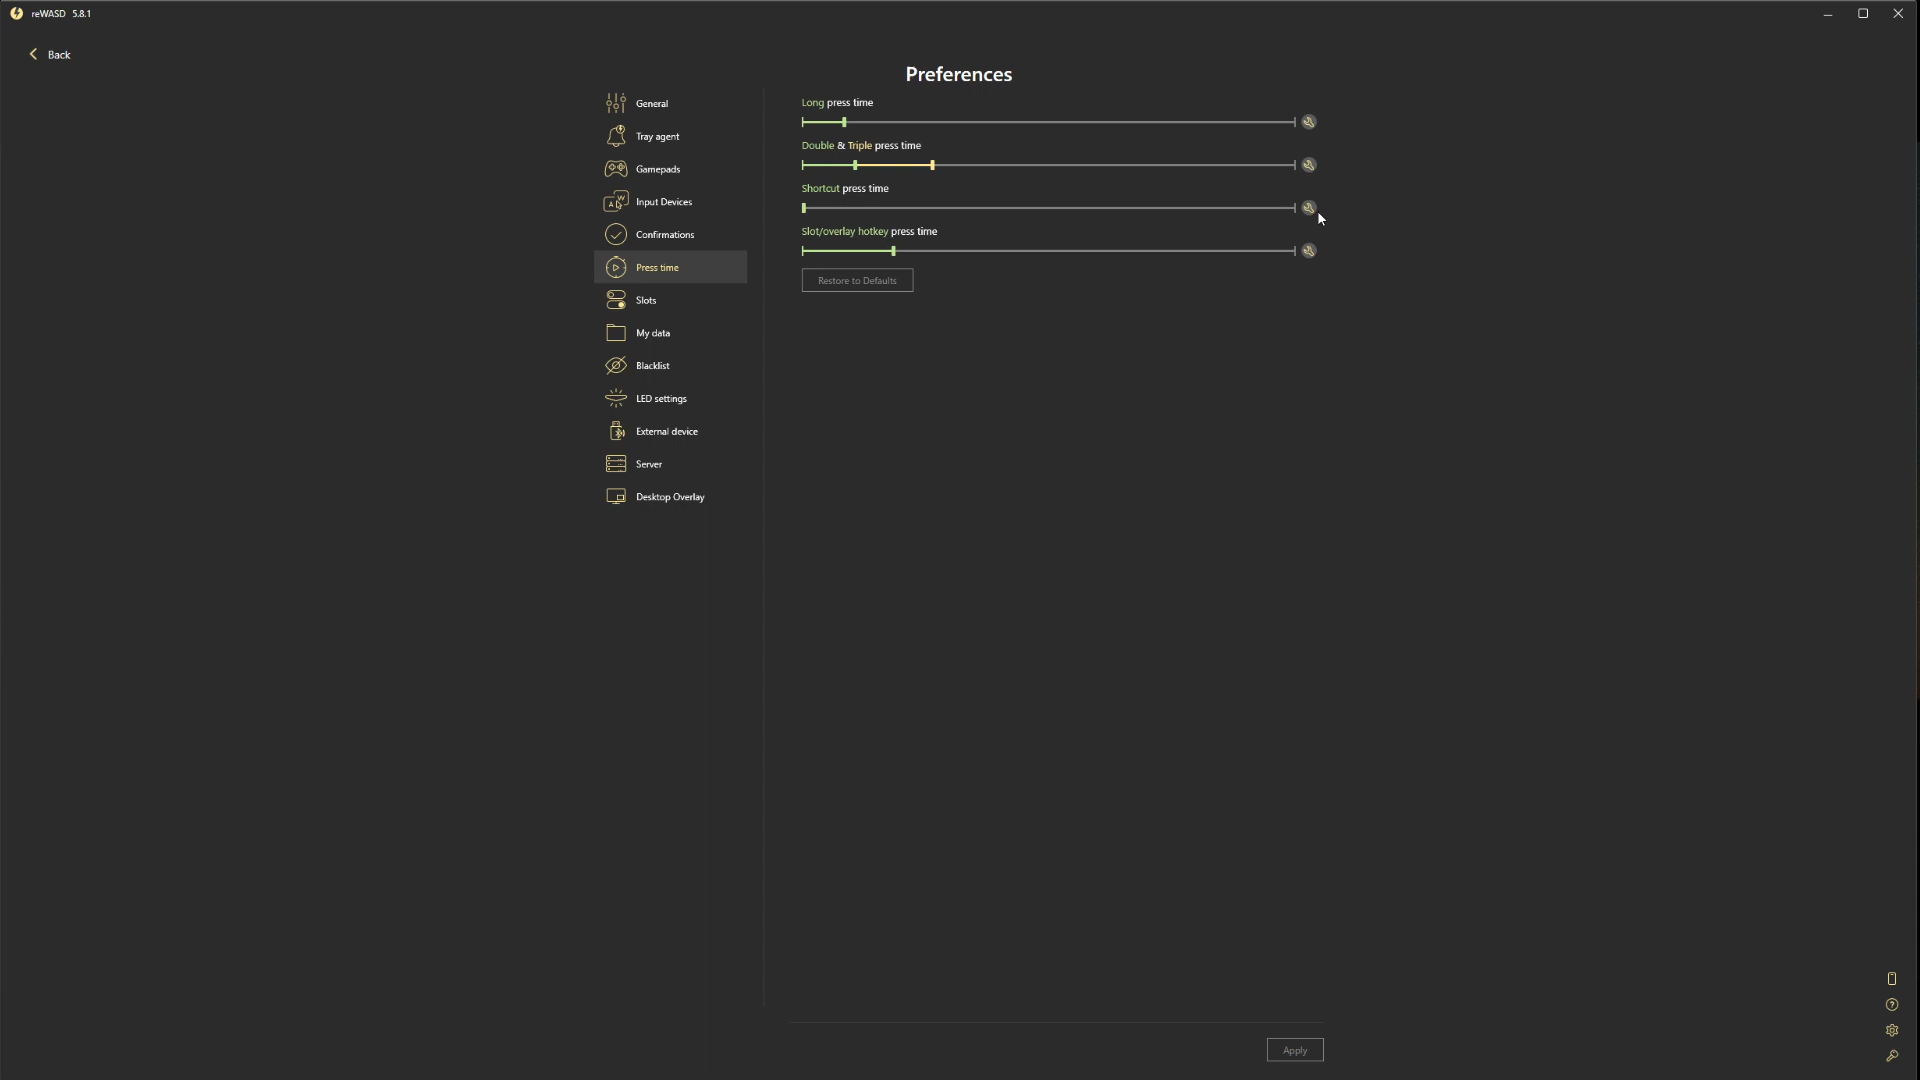 reWASD 5.8.1
Back
Preferences
General
Tray agent
Gamepads
Input Devices
Confirmations
Press time
Slots
My data
Blacklist
LED settings
External device
Server
Desktop Overlay
Long press time
Double & Triple press time
Shortcut press time
Slot/overlay hotkey press time
Restore to Defaults
Apply